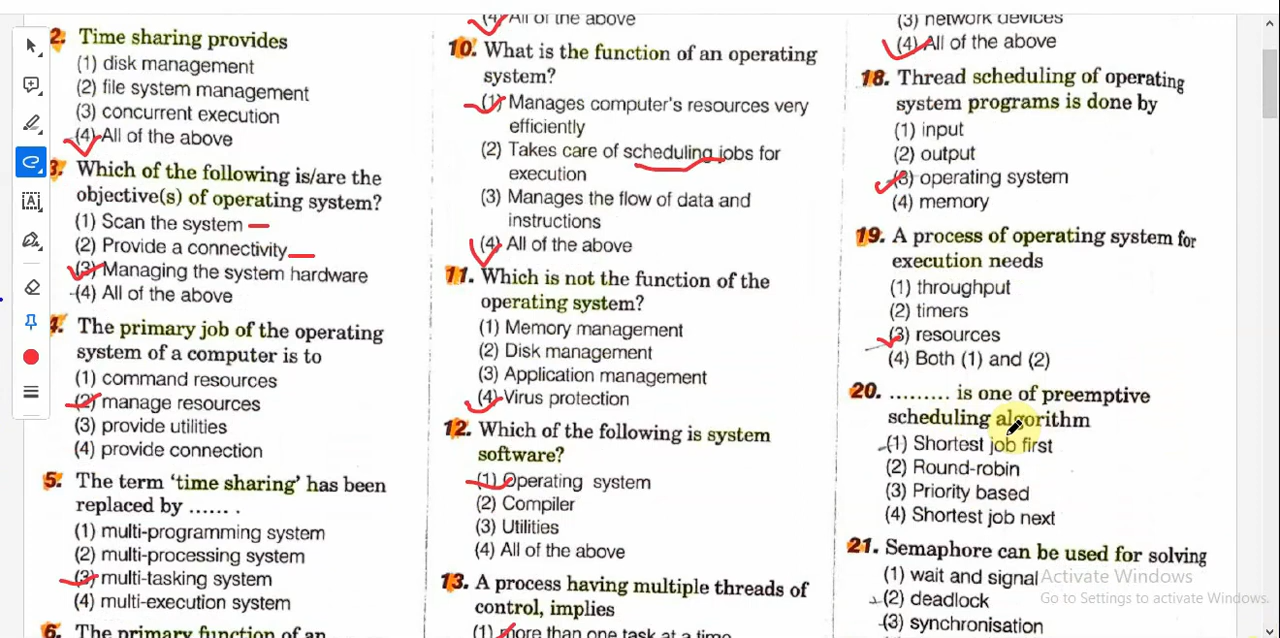 2. Time sharing provides
(1) disk management
(2) file system management
(3) concurrent execution
(4) All of the above
3. Which of the following is/are the
objective(s) of operating system?
(1) Scan the system
(2) Provide a connectivity
(3) Managing the system hardware
(4) All of the above
4. The primary job of the operating
system of a computer is to
(1) command resources
(2) manage resources
(3) provide utilities
(4) provide connection
5. The term 'time sharing' has been
replaced by ...... .
(1) multi-programming system
(2) multi-processing system
(3) multi-tasking system
(4) multi-execution system
6. The primary function of an
(4) All of the above
10. What is the function of an operating
system?
(1) Manages computer's resources very
efficiently
(2) Takes care of scheduling jobs for
execution
(3) Manages the flow of data and
instructions
(4) All of the above
11. Which is not the function of the
operating system?
(1) Memory management
(2) Disk management
(3) Application management
(4) Virus protection
12. Which of the following is system
software?
(1) Operating system
(2) Compiler
(3) Utilities
(4) All of the above
13. A process having multiple threads of
control, implies
(1) more than one task at a time
(3) network devices
(4) All of the above
18. Thread scheduling of operating
system programs is done by
(1) input
(2) output
(3) operating system
(4) memory
19. A process of operating system for
execution needs
(1) throughput
(2) timers
(3) resources
(4) Both (1) and (2)
20. ......... is one of preemptive
scheduling algorithm
(1) Shortest job first
(2) Round-robin
(3) Priority based
(4) Shortest job next
21. Semaphore can be used for solving
(1) wait and signal
(2) deadlock
(3) synchronisation
Activate Windows
Go to Settings to activate Windows.